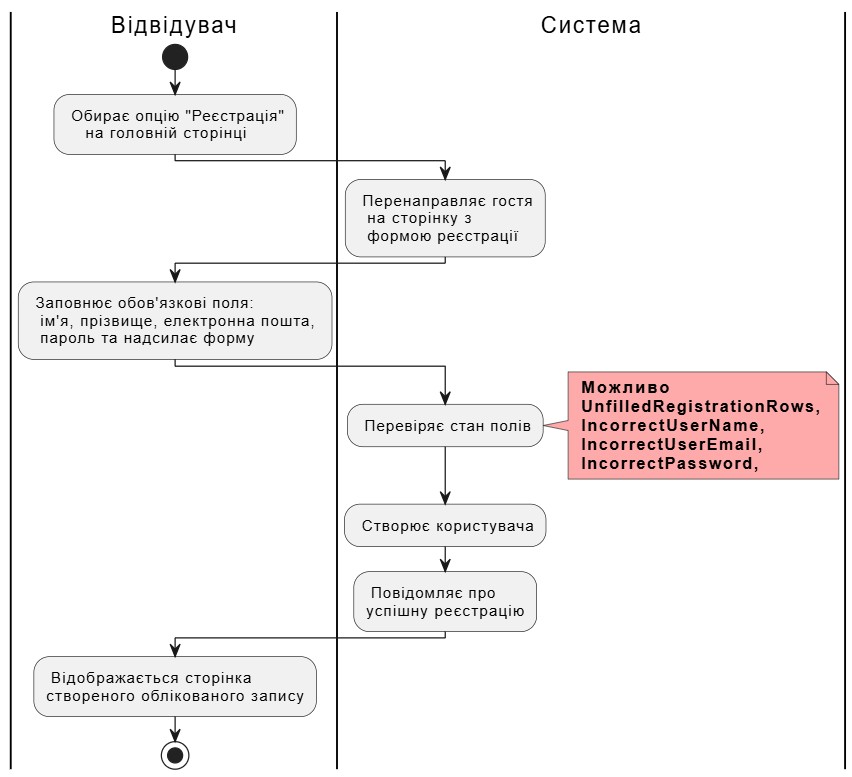 Відвідувач
Система
Обирає опцію "Реєстрація"
на головній сторінці
Перенаправляє гостя
на сторінку з
формою реєстрації
Заповнює обов'язкові поля:
ім'я, прізвище, електронна пошта,
пароль та надсилає форму
Перевіряє стан полів
Можливо
UnfilledRegistrationRows,
IncorrectUserName,
IncorrectUserEmail,
IncorrectPassword,
Створює користувача
Повідомляє про
успішну реєстрацію
Відображається сторінка
створеного облікованого запису